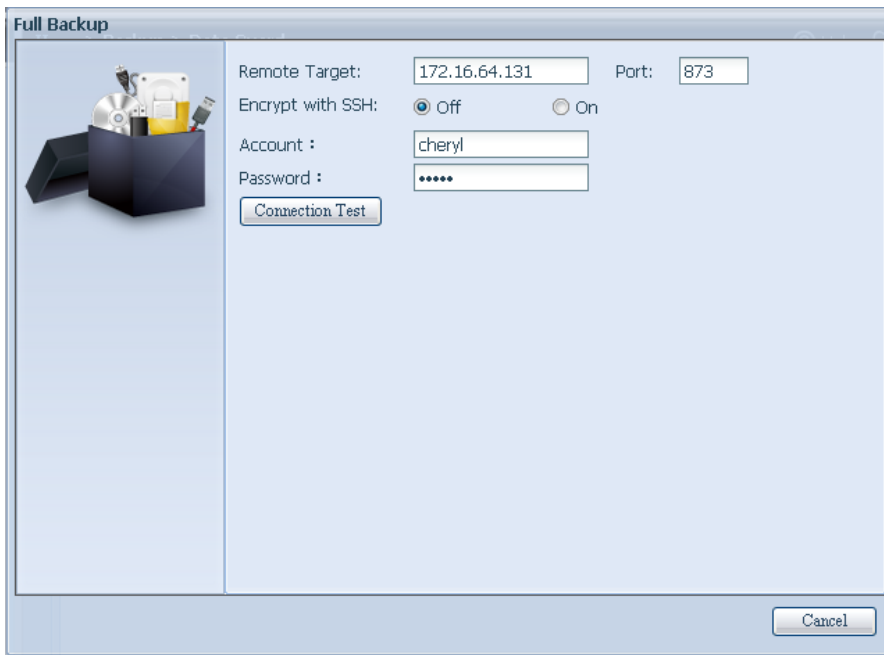 Full Backup
Remote Target: 172.16.64.131 Port: 873
Encrypt with SSH: Off On
Account : cheryl
Password : •••••
Connection Test
Cancel